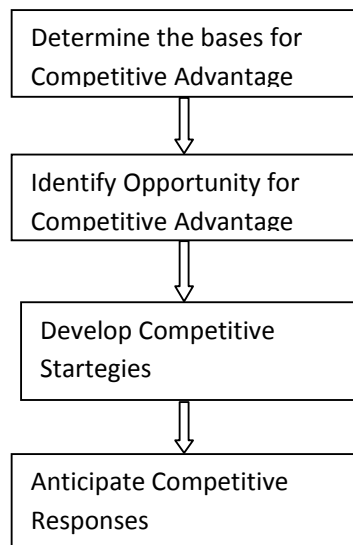 Determine the bases for
Competitive Advantage
Identify Opportunity for
Competitive Advantage
Develop Competitive
Startegies
Anticipate Competitive
Responses